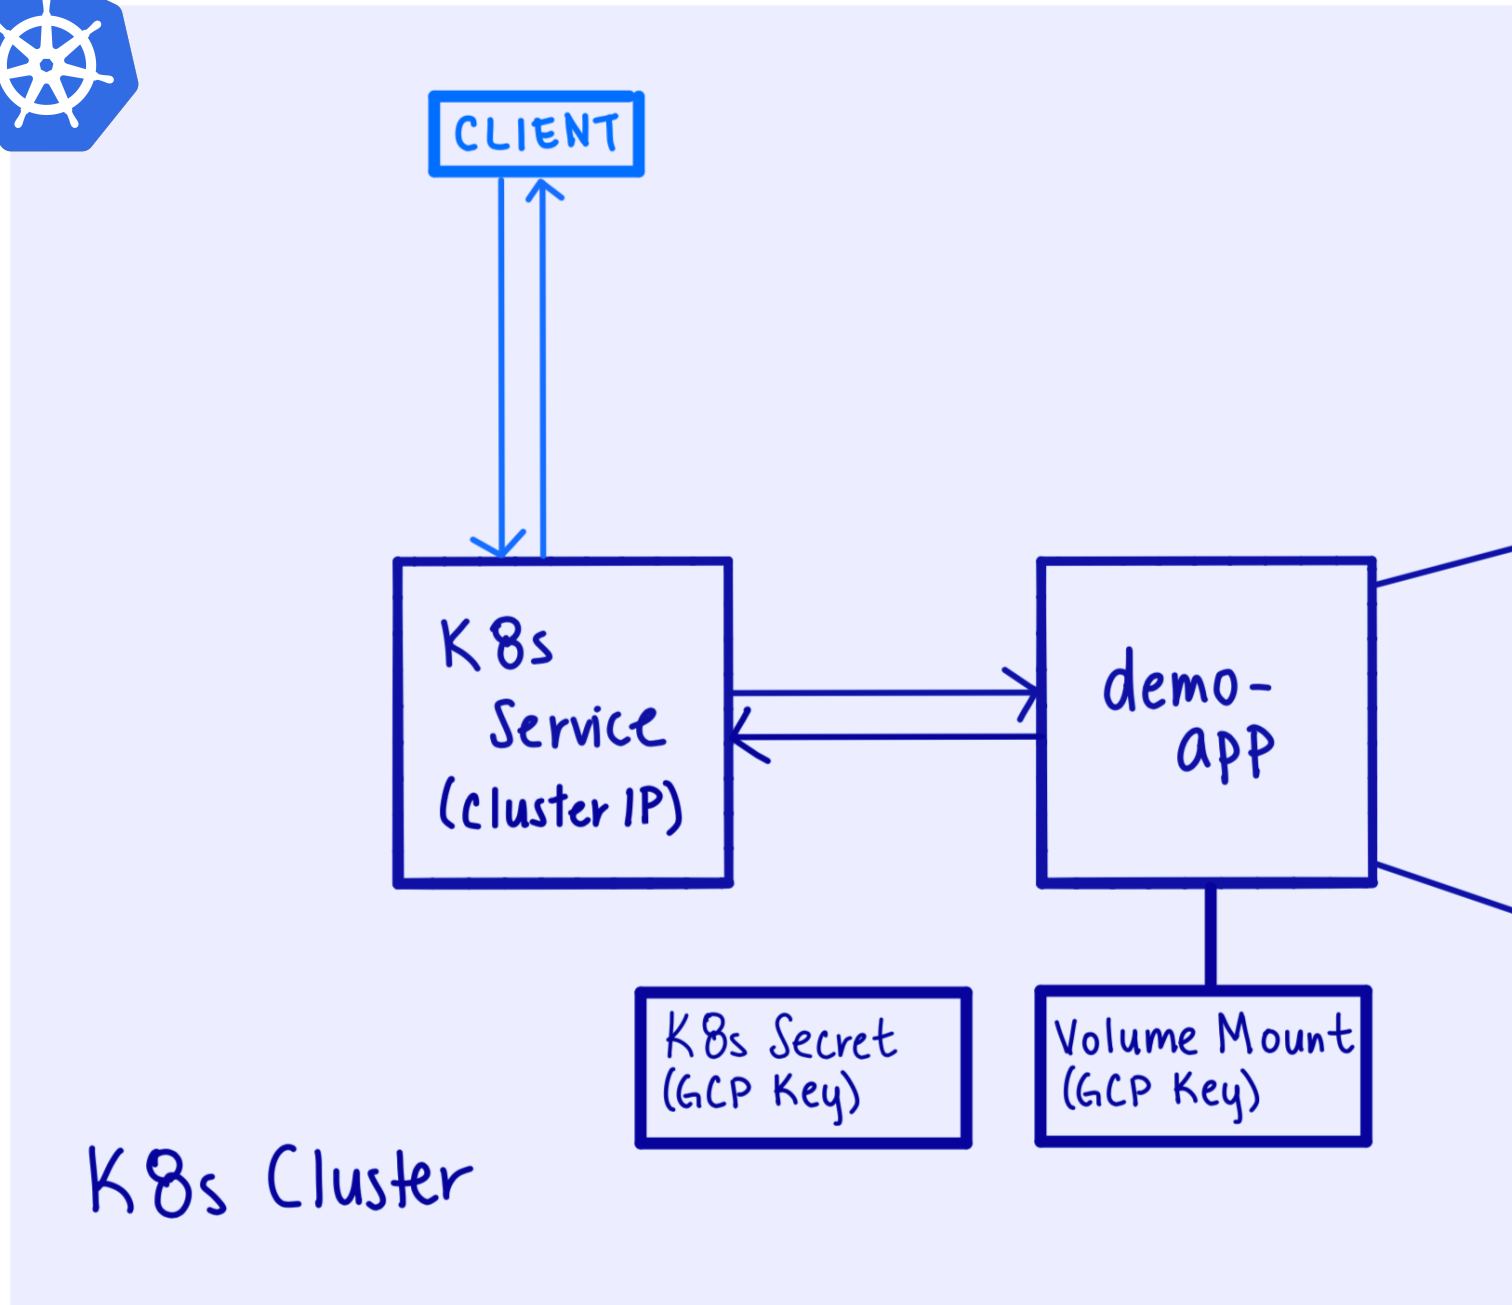 CLIENT
K8s
Service
(Cluster IP)
demo-
app
K8s Secret
(GCP Key)
Volume Mount
(GCP Key)
K8s Cluster